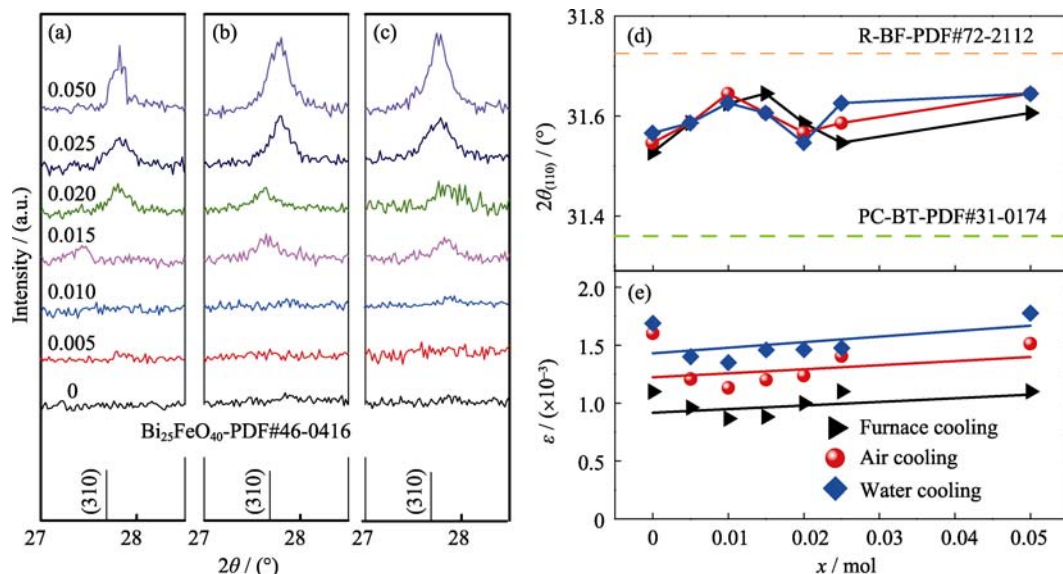 (a)
(b)
(c)
0.050
0.025
0.020
0.015
0.010
0.005
0
Intensity / (a.u.)
Bi₂₅FeO₄₀-PDF#46-0416
(310)
(310)
(310)
27 28 27 28 27 28
2θ / (°)
31.8
(d)
R-BF-PDF#72-2112
31.6
31.4
PC-BT-PDF#31-0174
2θ₍₁₁₀₎ / (°)
2.0
(e)
1.5
1.0
0.5
0
ε / (×10⁻³)
Furnace cooling
Air cooling
Water cooling
0 0.01 0.02 0.03 0.04 0.05
x / mol